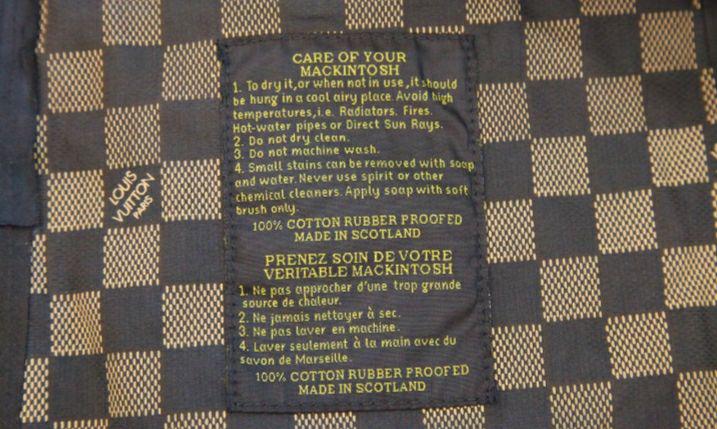 CARE OF YOUR
MACKINTOSH
1. To dry it, or when not in use, it should
be hung in a cool airy place. Avoid high
temperatures, i.e. Radiators. Fires.
Hot-water pipes or Direct Sun Rays.
2. Do not dry clean.
3. Do not machine wash.
4. Small stains can be removed with soap
and water. Never use spirit or other
chemical cleaners. Apply soap with soft
brush only.
100% COTTON RUBBER PROOFED
MADE IN SCOTLAND
PRENEZ SOIN DE VOTRE
VERITABLE MACKINTOSH
1. Ne pas approcher d'une trop grande
source de chaleur.
2. Ne jamais nettoyer à sec.
3. Ne pas laver en machine.
4. Laver seulement à la main avec du
savon de Marseille.
100% COTTON RUBBER PROOFED
MADE IN SCOTLAND
LOUIS
VUITTON
PARIS